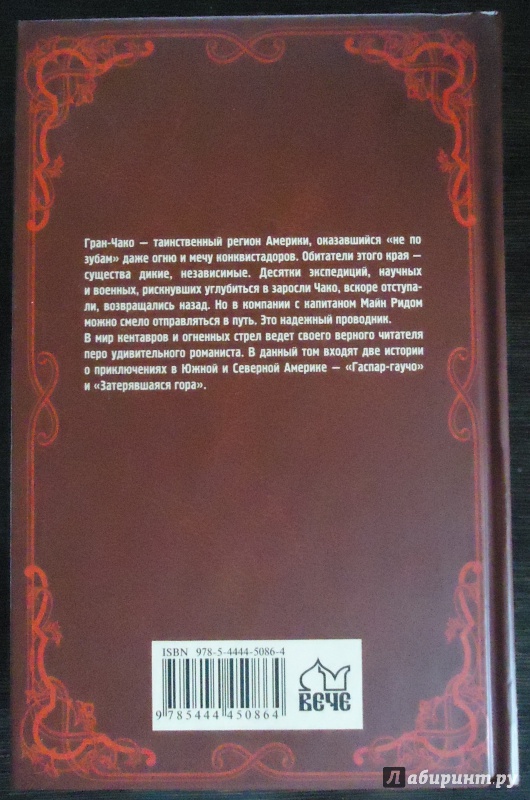 Гран-Чако — таинственный регион Америки, оказавшийся «не по
зубам» даже огню и мечу конквистадоров. Обитатели этого края —
существа дикие, независимые. Десятки экспедиций, научных
и военных, рискнувших углубиться в заросли Чако, вскоре отступа-
ли, возвращались назад. Но в компании с капитаном Майн Ридом
можно смело отправляться в путь. Это надежный проводник.
В мир кентавров и огненных стрел ведет своего верного читателя
перо удивительного романиста. В данный том входят две истории
о приключениях в Южной и Северной Америке — «Гаспар-гаучо»
и «Затерявшаяся гора».
ISBN 978-5-4444-5086-4
9 785444 450864
ВЕЧЕ
Лабиринт.ру